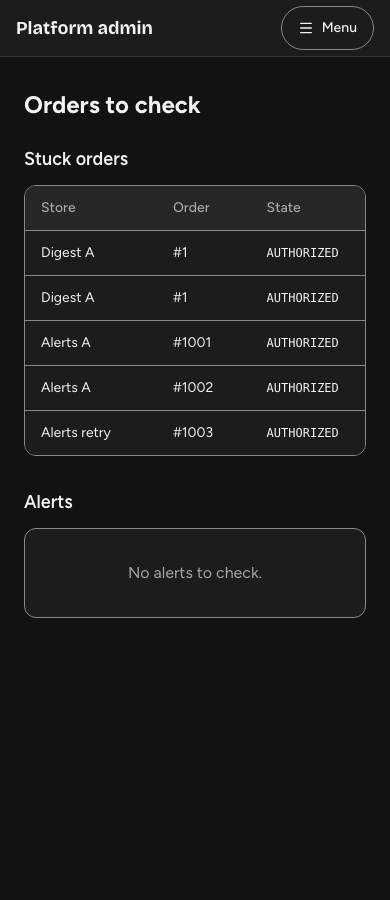 Platform admin
Menu
Orders to check
Stuck orders
Store Order State
Digest A #1 AUTHORIZED
Digest A #1 AUTHORIZED
Alerts A #1001 AUTHORIZED
Alerts A #1002 AUTHORIZED
Alerts retry #1003 AUTHORIZED
Alerts
No alerts to check.